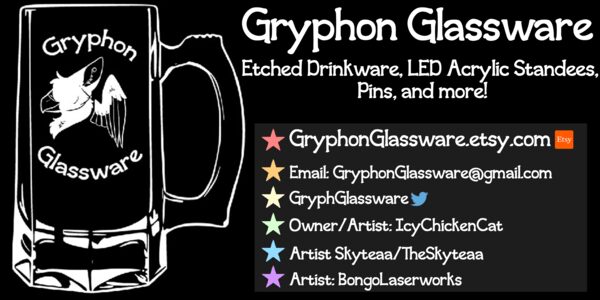 Gryphon
Glassware
Gryphon Glassware
Etched Drinkware, LED Acrylic Standees,
Pins, and more!
GryphonGlassware.etsy.com Etsy
Email: GryphonGlassware@gmail.com
GryphGlassware
Owner/Artist: IcyChickenCat
Artist Skyteaa/TheSkyteaa
Artist: BongoLaserworks